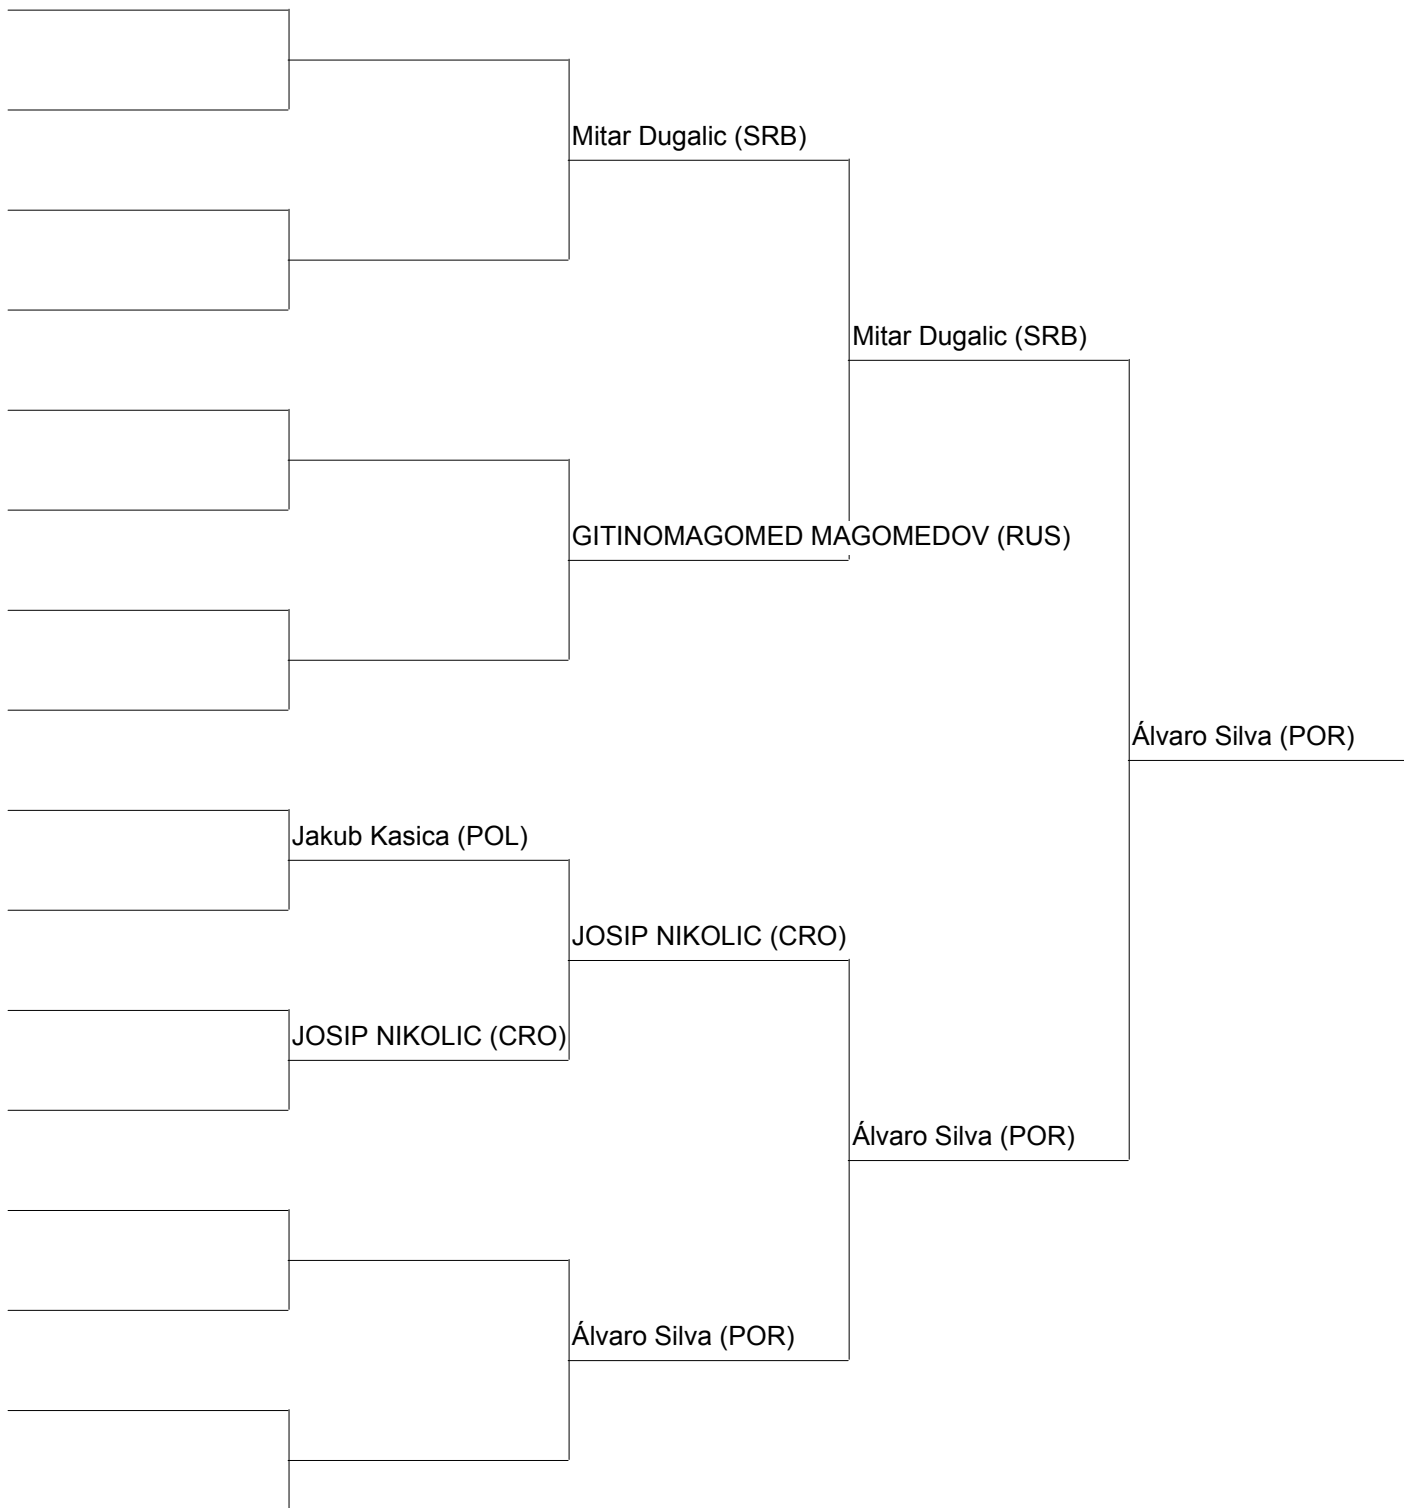 Mitar Dugalic (SRB)
Mitar Dugalic (SRB)
GITINOMAGOMED MAGOMEDOV (RUS)
Álvaro Silva (POR)
Jakub Kasica (POL)
JOSIP NIKOLIC (CRO)
JOSIP NIKOLIC (CRO)
Álvaro Silva (POR)
Álvaro Silva (POR)